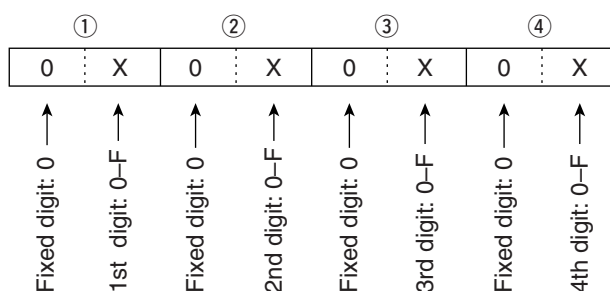 ① ② ③ ④
0 X 0 X 0 X 0 X
Fixed digit: 0
1st digit: 0–F
Fixed digit: 0
2nd digit: 0–F
Fixed digit: 0
3rd digit: 0–F
Fixed digit: 0
4th digit: 0–F